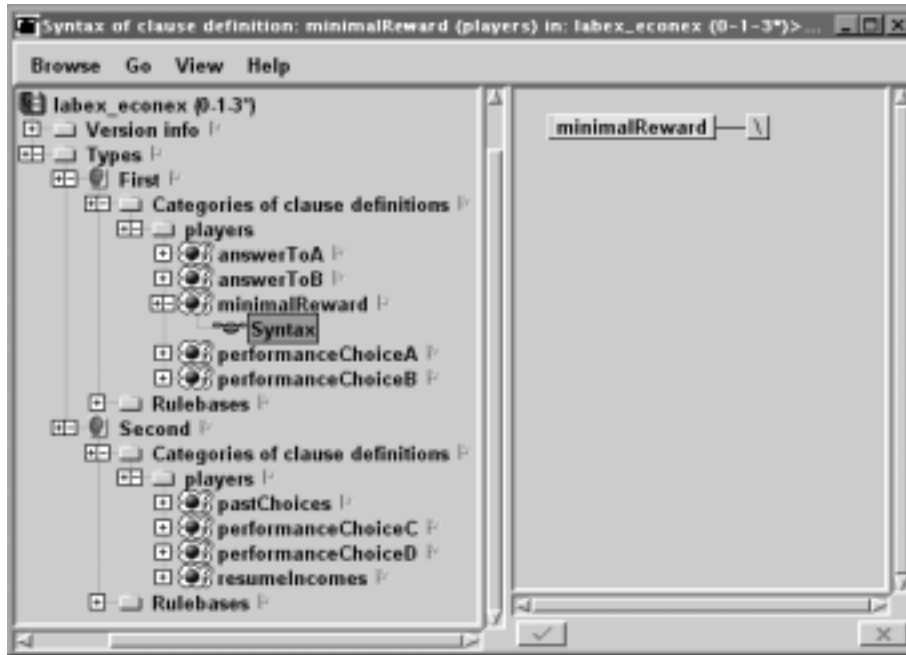 Syntax of clause definition: minimalReward (players) in: labex_econex (0-1-3*)>...
Browse Go View Help
labex_econex (0-1-3*)
Version info
Types
First
Categories of clause definitions
players
answerToA
answerToB
minimalReward
Syntax
performanceChoiceA
performanceChoiceB
Rulebases
Second
Categories of clause definitions
players
pastChoices
performanceChoiceC
performanceChoiceD
resumeIncomes
Rulebases
minimalReward \